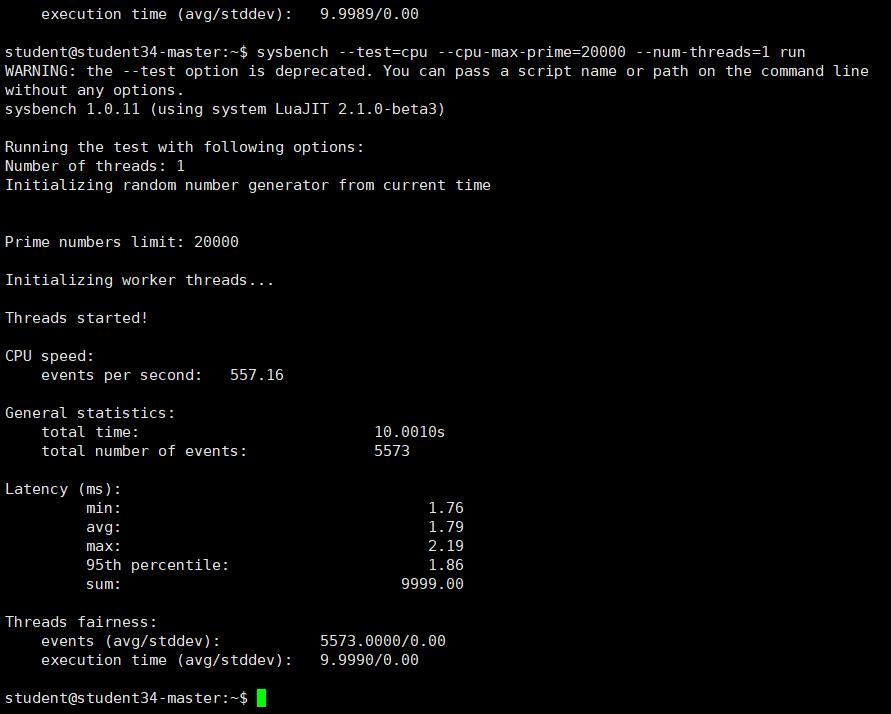 execution time (avg/stddev):   9.9989/0.00
student@student34-master:~$ sysbench --test=cpu --cpu-max-prime=20000 --num-threads=1 run
WARNING: the --test option is deprecated. You can pass a script name or path on the command line
without any options.
sysbench 1.0.11 (using system LuaJIT 2.1.0-beta3)
Running the test with following options:
Number of threads: 1
Initializing random number generator from current time
Prime numbers limit: 20000
Initializing worker threads...
Threads started!
CPU speed:
    events per second:   557.16
General statistics:
    total time:                          10.0010s
    total number of events:              5573
Latency (ms):
         min:                                  1.76
         avg:                                  1.79
         max:                                  2.19
         95th percentile:                      1.86
         sum:                               9999.00
Threads fairness:
    events (avg/stddev):           5573.0000/0.00
    execution time (avg/stddev):   9.9990/0.00
student@student34-master:~$